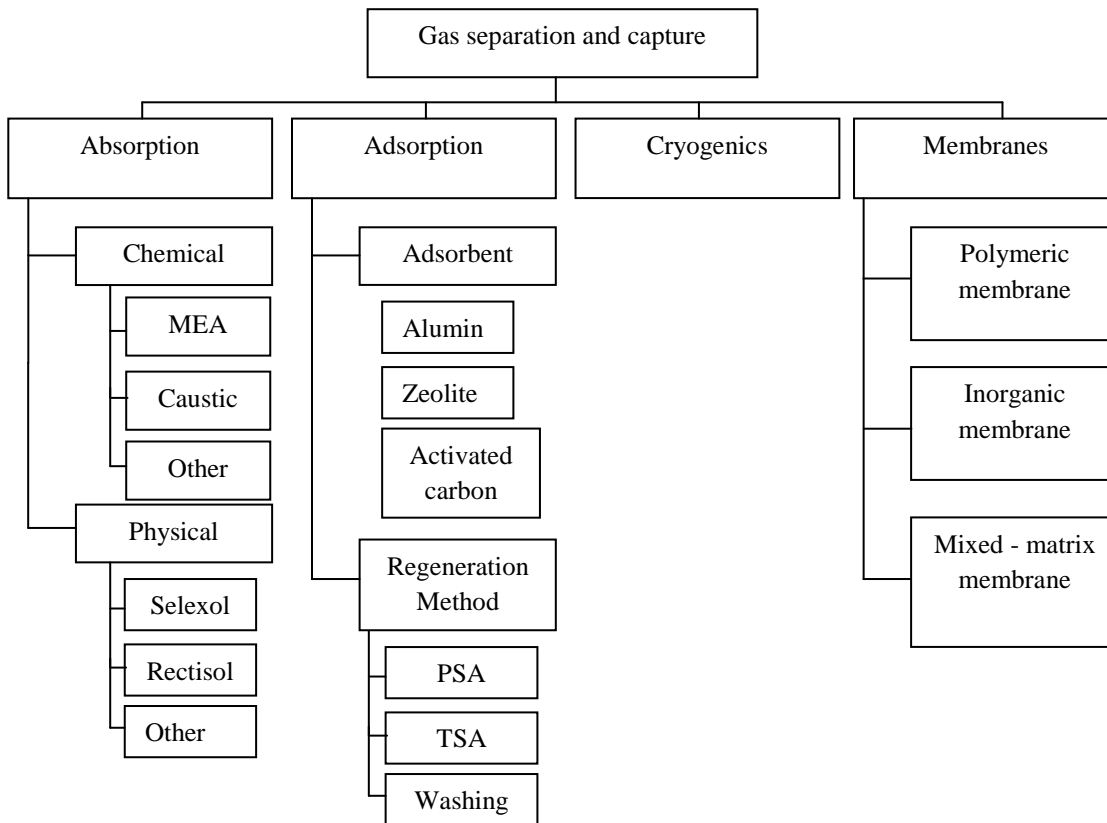 Gas separation and capture
Absorption
Adsorption
Cryogenics
Membranes
Chemical
MEA
Caustic
Other
Physical
Selexol
Rectisol
Other
Adsorbent
Alumin
Zeolite
Activated
carbon
Regeneration
Method
PSA
TSA
Washing
Polymeric
membrane
Inorganic
membrane
Mixed - matrix
membrane